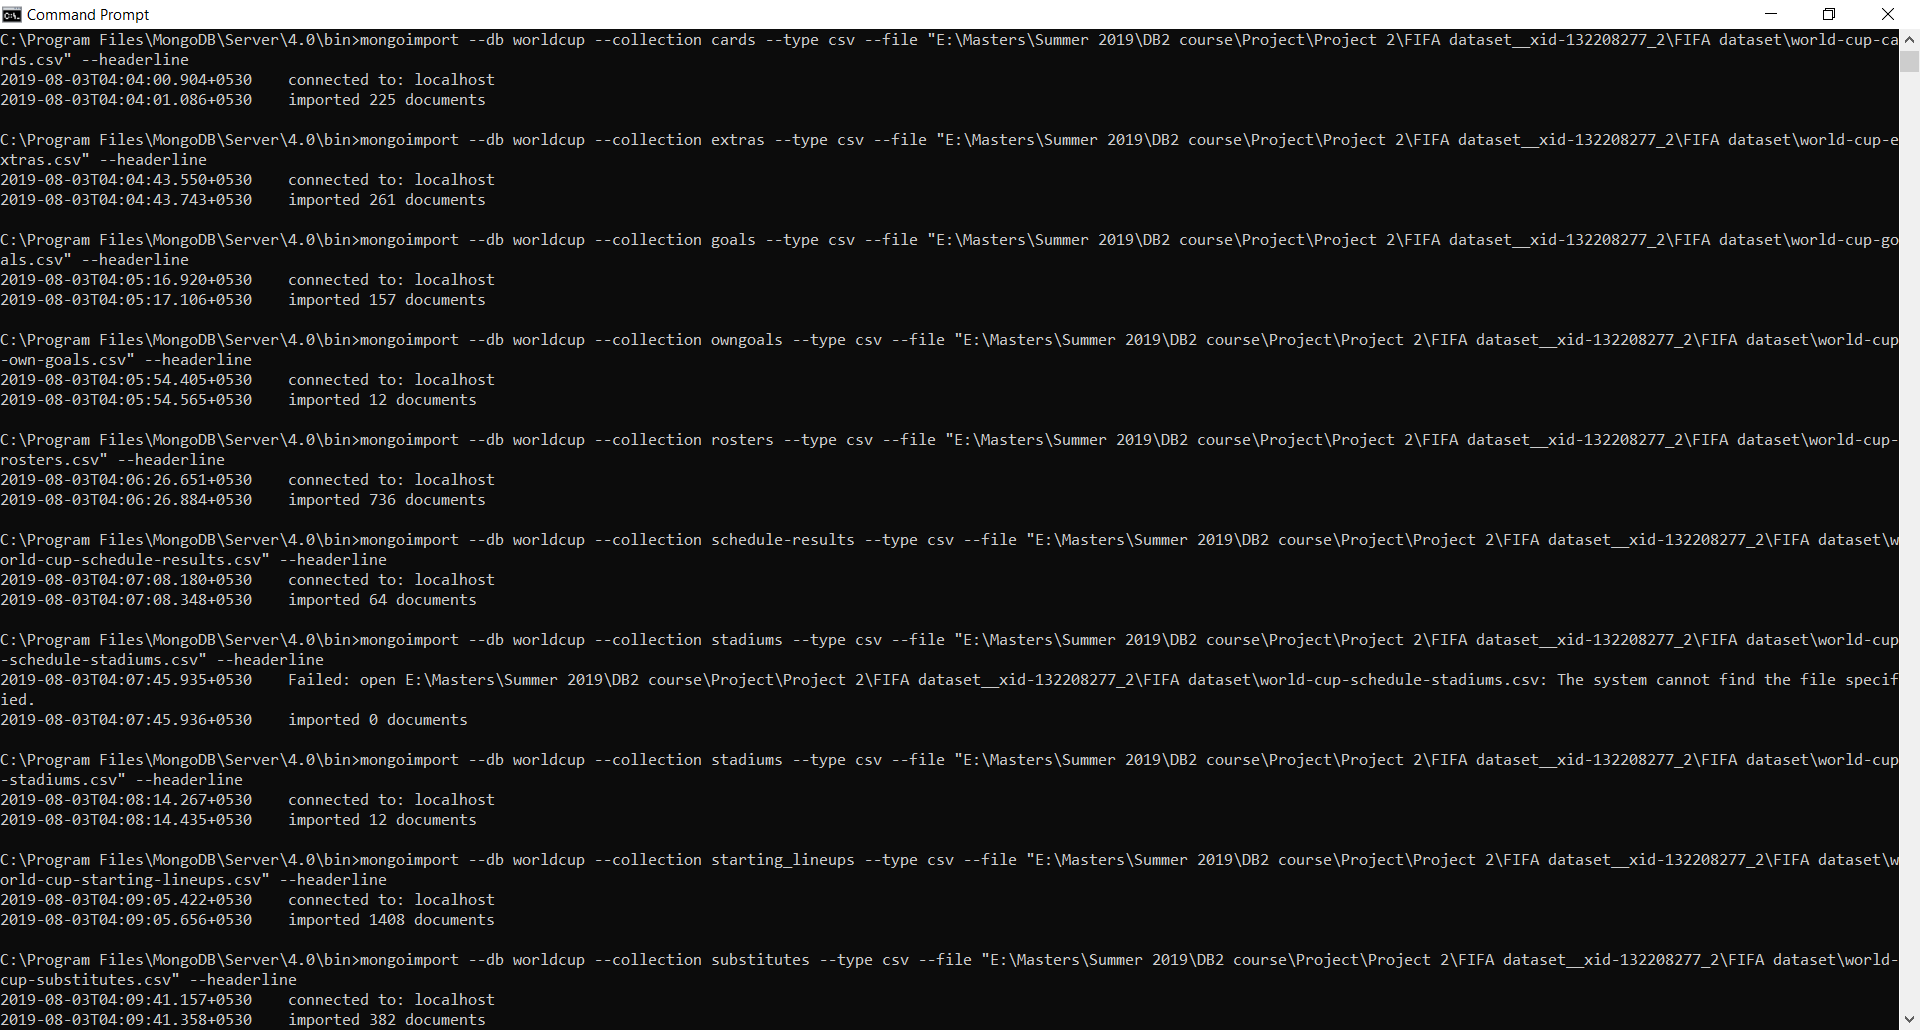 Command Prompt
C:\Program Files\MongoDB\Server\4.0\bin>mongoimport --db worldcup --collection cards --type csv --file "E:\Masters\Summer 2019\DB2 course\Project\Project 2\FIFA dataset__xid-132208277_2\FIFA dataset\world-cup-ca
rds.csv" --headerline
2019-08-03T04:04:00.904+0530    connected to: localhost
2019-08-03T04:04:01.086+0530    imported 225 documents
C:\Program Files\MongoDB\Server\4.0\bin>mongoimport --db worldcup --collection extras --type csv --file "E:\Masters\Summer 2019\DB2 course\Project\Project 2\FIFA dataset__xid-132208277_2\FIFA dataset\world-cup-e
xtras.csv" --headerline
2019-08-03T04:04:43.550+0530    connected to: localhost
2019-08-03T04:04:43.743+0530    imported 261 documents
C:\Program Files\MongoDB\Server\4.0\bin>mongoimport --db worldcup --collection goals --type csv --file "E:\Masters\Summer 2019\DB2 course\Project\Project 2\FIFA dataset__xid-132208277_2\FIFA dataset\world-cup-go
als.csv" --headerline
2019-08-03T04:05:16.920+0530    connected to: localhost
2019-08-03T04:05:17.106+0530    imported 157 documents
C:\Program Files\MongoDB\Server\4.0\bin>mongoimport --db worldcup --collection owngoals --type csv --file "E:\Masters\Summer 2019\DB2 course\Project\Project 2\FIFA dataset__xid-132208277_2\FIFA dataset\world-cup
-own-goals.csv" --headerline
2019-08-03T04:05:54.405+0530    connected to: localhost
2019-08-03T04:05:54.565+0530    imported 12 documents
C:\Program Files\MongoDB\Server\4.0\bin>mongoimport --db worldcup --collection rosters --type csv --file "E:\Masters\Summer 2019\DB2 course\Project\Project 2\FIFA dataset__xid-132208277_2\FIFA dataset\world-cup-
rosters.csv" --headerline
2019-08-03T04:06:26.651+0530    connected to: localhost
2019-08-03T04:06:26.884+0530    imported 736 documents
C:\Program Files\MongoDB\Server\4.0\bin>mongoimport --db worldcup --collection schedule-results --type csv --file "E:\Masters\Summer 2019\DB2 course\Project\Project 2\FIFA dataset__xid-132208277_2\FIFA dataset\w
orld-cup-schedule-results.csv" --headerline
2019-08-03T04:07:08.180+0530    connected to: localhost
2019-08-03T04:07:08.348+0530    imported 64 documents
C:\Program Files\MongoDB\Server\4.0\bin>mongoimport --db worldcup --collection stadiums --type csv --file "E:\Masters\Summer 2019\DB2 course\Project\Project 2\FIFA dataset__xid-132208277_2\FIFA dataset\world-cup
-schedule-stadiums.csv" --headerline
2019-08-03T04:07:45.935+0530    Failed: open E:\Masters\Summer 2019\DB2 course\Project\Project 2\FIFA dataset__xid-132208277_2\FIFA dataset\world-cup-schedule-stadiums.csv: The system cannot find the file specif
ied.
2019-08-03T04:07:45.936+0530    imported 0 documents
C:\Program Files\MongoDB\Server\4.0\bin>mongoimport --db worldcup --collection stadiums --type csv --file "E:\Masters\Summer 2019\DB2 course\Project\Project 2\FIFA dataset__xid-132208277_2\FIFA dataset\world-cup
-stadiums.csv" --headerline
2019-08-03T04:08:14.267+0530    connected to: localhost
2019-08-03T04:08:14.435+0530    imported 12 documents
C:\Program Files\MongoDB\Server\4.0\bin>mongoimport --db worldcup --collection starting_lineups --type csv --file "E:\Masters\Summer 2019\DB2 course\Project\Project 2\FIFA dataset__xid-132208277_2\FIFA dataset\w
orld-cup-starting-lineups.csv" --headerline
2019-08-03T04:09:05.422+0530    connected to: localhost
2019-08-03T04:09:05.656+0530    imported 1408 documents
C:\Program Files\MongoDB\Server\4.0\bin>mongoimport --db worldcup --collection substitutes --type csv --file "E:\Masters\Summer 2019\DB2 course\Project\Project 2\FIFA dataset__xid-132208277_2\FIFA dataset\world-
cup-substitutes.csv" --headerline
2019-08-03T04:09:41.157+0530    connected to: localhost
2019-08-03T04:09:41.358+0530    imported 382 documents